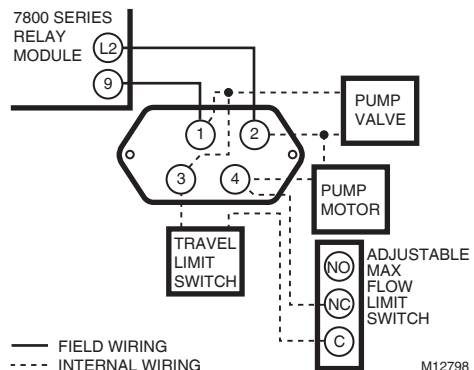 7800 SERIES
RELAY
MODULE
L2
9
1
2
3
4
PUMP
VALVE
PUMP
MOTOR
TRAVEL
LIMIT
SWITCH
NO
NC
C
ADJUSTABLE
MAX
FLOW
LIMIT
SWITCH
FIELD WIRING
INTERNAL WIRING
M12798